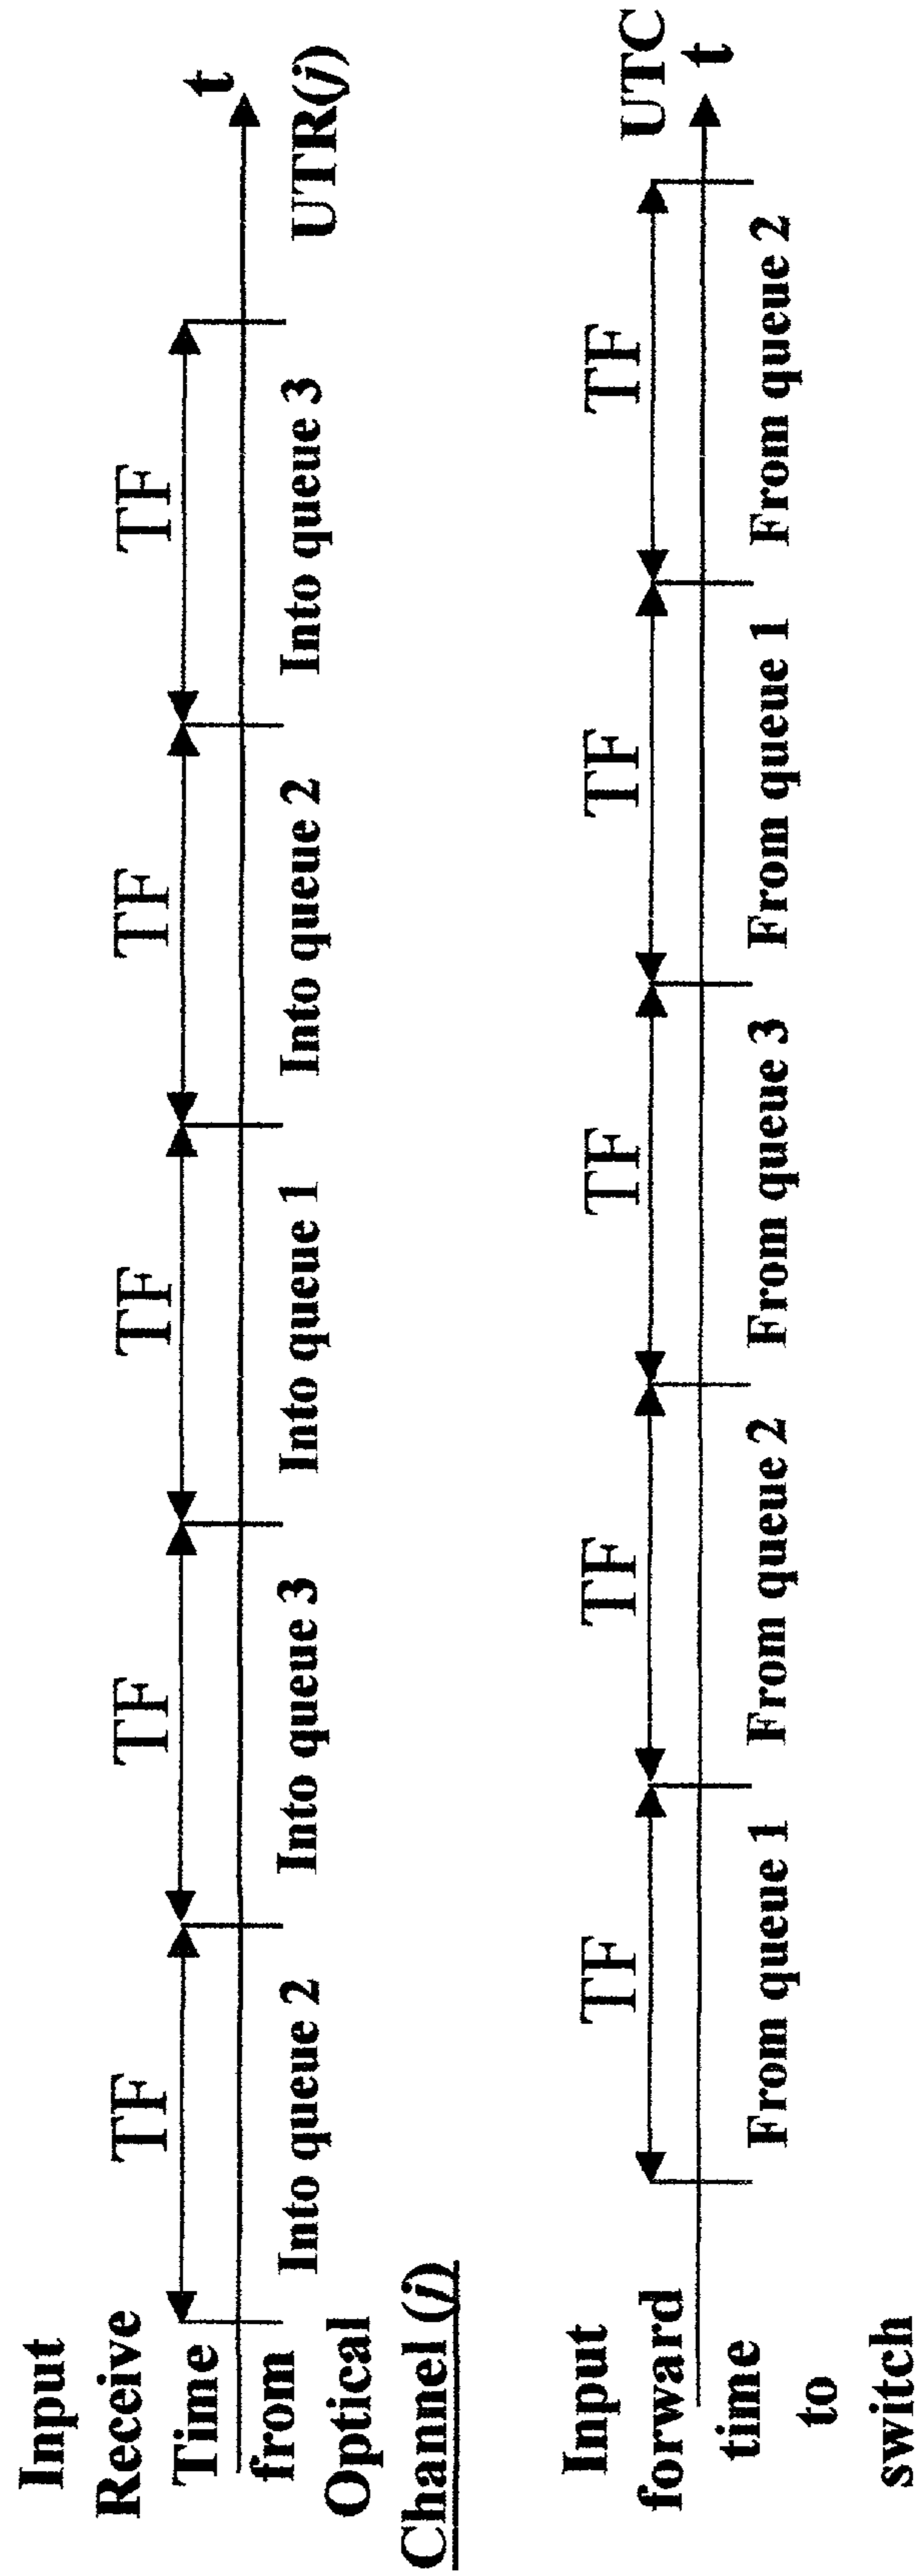 Input
Receive
Time
from
Optical
Channel (j)
TF
TF
TF
TF
TF
t
Into queue 2
Into queue 3
Into queue 1
Into queue 2
Into queue 3
UTR(j)
Input
forward
time
to
switch
TF
TF
TF
TF
TF
UTC
t
From queue 1
From queue 2
From queue 3
From queue 1
From queue 2